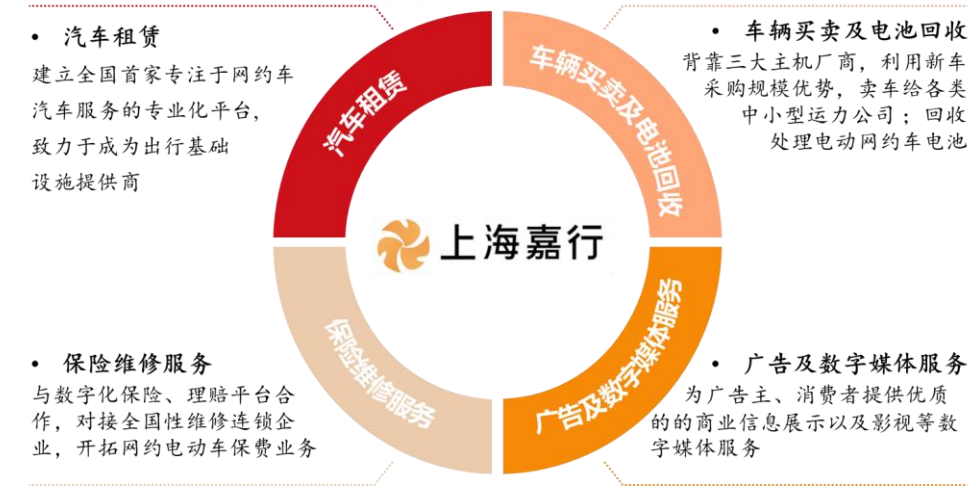 • 汽车租赁
建立全国首家专注于网约车
汽车服务的专业化平台，
致力于成为出行基础
设施提供商
• 车辆买卖及电池回收
背靠三大主机厂商，利用新车
采购规模优势，卖车给各类
中小型运力公司；回收
处理电动网约车电池
汽车租赁
车辆买卖及电池回收
上海嘉行
保险维修服务
广告及数字媒体服务
• 保险维修服务
与数字化保险、理赔平台合
作，对接全国性维修连锁企
业，开拓网约电动车保费业务
• 广告及数字媒体服务
为广告主、消费者提供优质
的的商业信息展示以及影视等数
字媒体服务